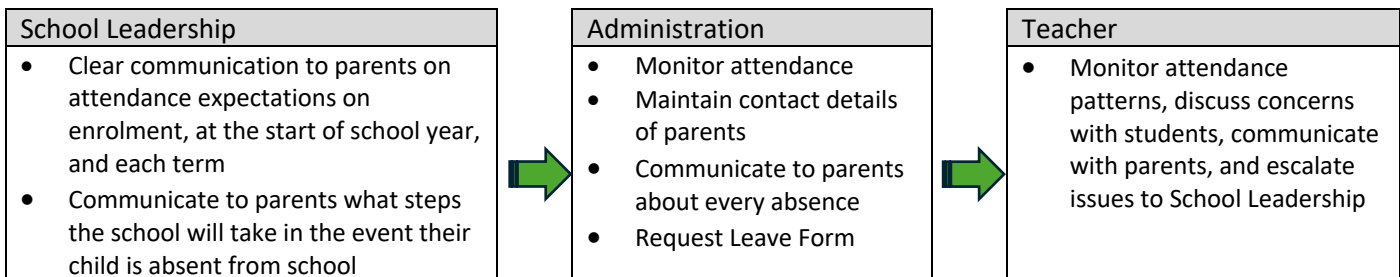 School Leadership
• Clear communication to parents on
attendance expectations on
enrolment, at the start of school year,
and each term
• Communicate to parents what steps
the school will take in the event their
child is absent from school
Administration
• Monitor attendance
• Maintain contact details
of parents
• Communicate to parents
about every absence
• Request Leave Form
Teacher
• Monitor attendance
patterns, discuss concerns
with students, communicate
with parents, and escalate
issues to School Leadership